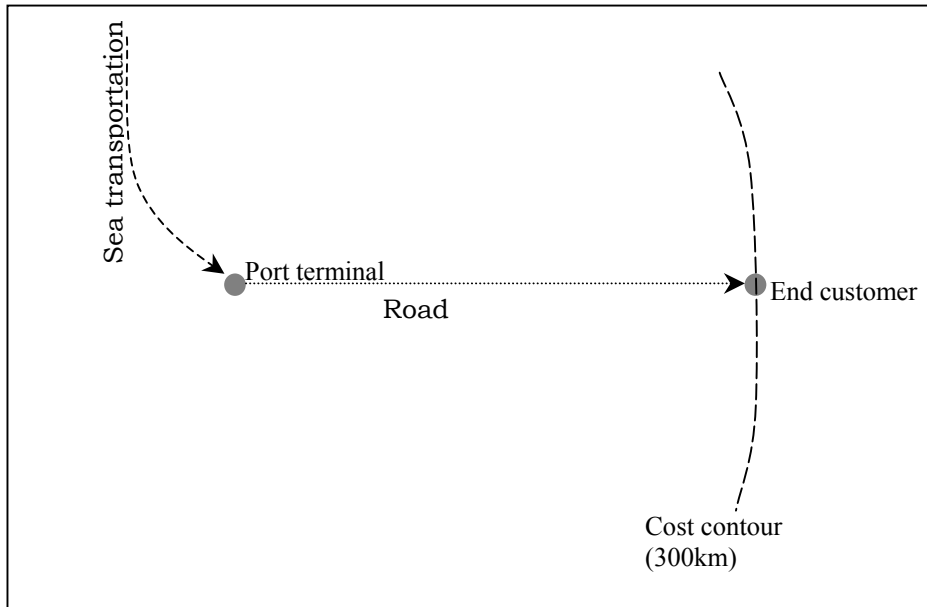 Sea transportation
Port terminal
Road
End customer
Cost contour
(300km)